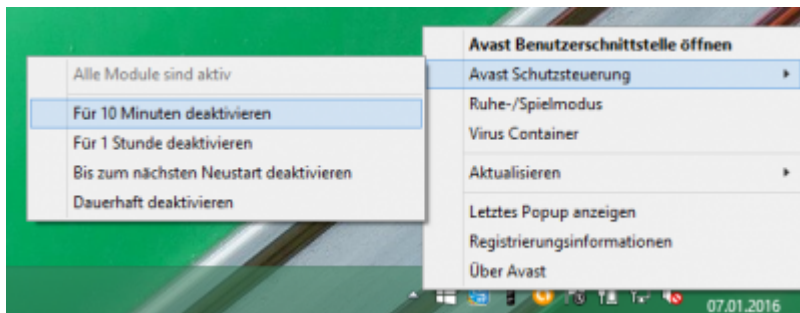 Avast Benutzerschnittstelle öffnen
Avast Schutzsteuerung
Ruhe-/Spielmodus
Virus Container
Aktualisieren
Letztes Popup anzeigen
Registrierungsinformationen
Über Avast
Alle Module sind aktiv
Für 10 Minuten deaktivieren
Für 1 Stunde deaktivieren
Bis zum nächsten Neustart deaktivieren
Dauerhaft deaktivieren
07.01.2016